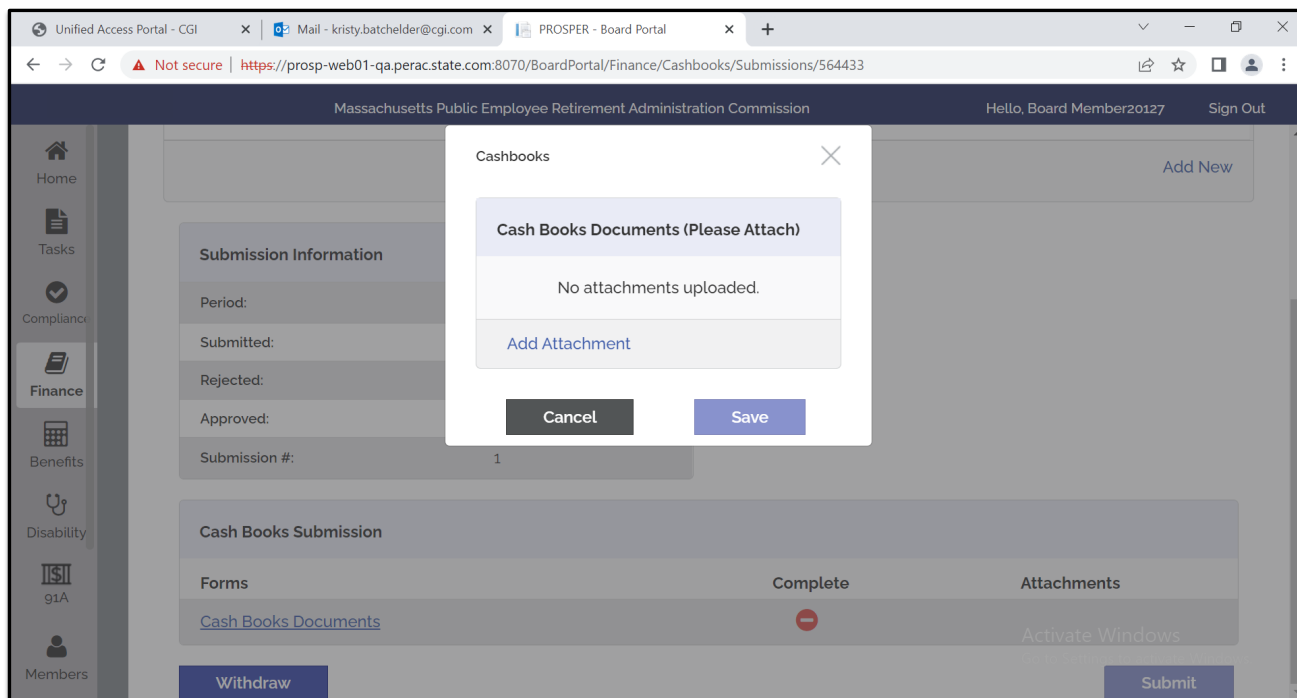 Unified Access Portal - CGI
Mail - kristy.batchelder@cgi.com
PROSPER - Board Portal
Not secure https://prosp-web01-qa.perac.state.com:8070/BoardPortal/Finance/Cashbooks/Submissions/564433
Massachusetts Public Employee Retirement Administration Commission Hello, Board Member20127 Sign Out
Home
Tasks
Compliance
Finance
Benefits
Disability
91A
Members
Add New
Cashbooks
Cash Books Documents (Please Attach)
No attachments uploaded.
Add Attachment
Cancel Save
Submission Information
Period:
Submitted:
Rejected:
Approved:
Submission #: 1
Cash Books Submission
Forms Complete Attachments
Cash Books Documents
Activate Windows
Withdraw Submit